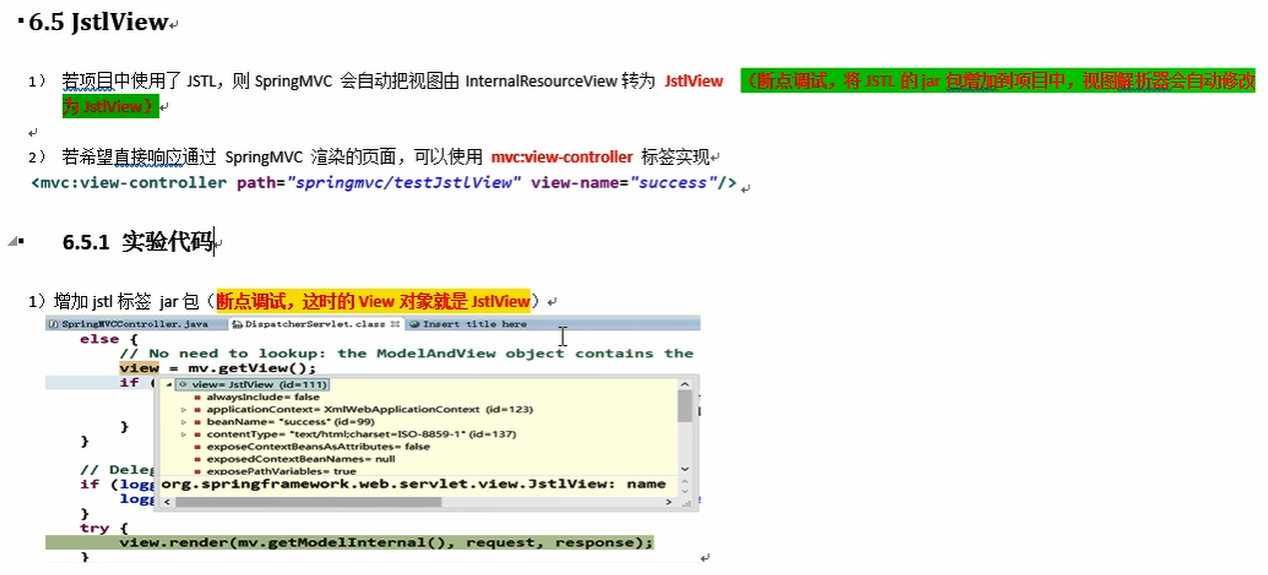 6.5 JstlView
1） 若项目中使用了 JSTL，则 SpringMVC 会自动把视图由 InternalResourceView 转为 JstlView （断点调试，将 JSTL 的 jar 包增加到项目中，视图解析器会自动修改
为 JstlView）
2） 若希望直接响应通过 SpringMVC 渲染的页面，可以使用 mvc:view-controller 标签实现
<mvc:view-controller path="springmvc/testJstlView" view-name="success"/>
6.5.1 实验代码
1）增加 jstl 标签 jar 包（断点调试，这时的 View 对象就是 JstlView）
SpringMVCController.java DispatcherServlet.class Insert title here
else {
// No need to lookup: the ModelAndView object contains the
view = mv.getView();
if (
view= JstlView (id=111)
alwaysInclude= false
applicationContext= XmlWebApplicationContext (id=123)
beanName= "success" (id=99)
}
contentType= "text/html;charset=ISO-8859-1" (id=137)
}
exposeContextBeansAsAttributes= false
exposedContextBeanNames= null
// Deleg
exposePathVariables= true
if (logg
org.springframework.web.servlet.view.JstlView: name
logg
}
try {
view.render(mv.getModelInternal(), request, response);
}